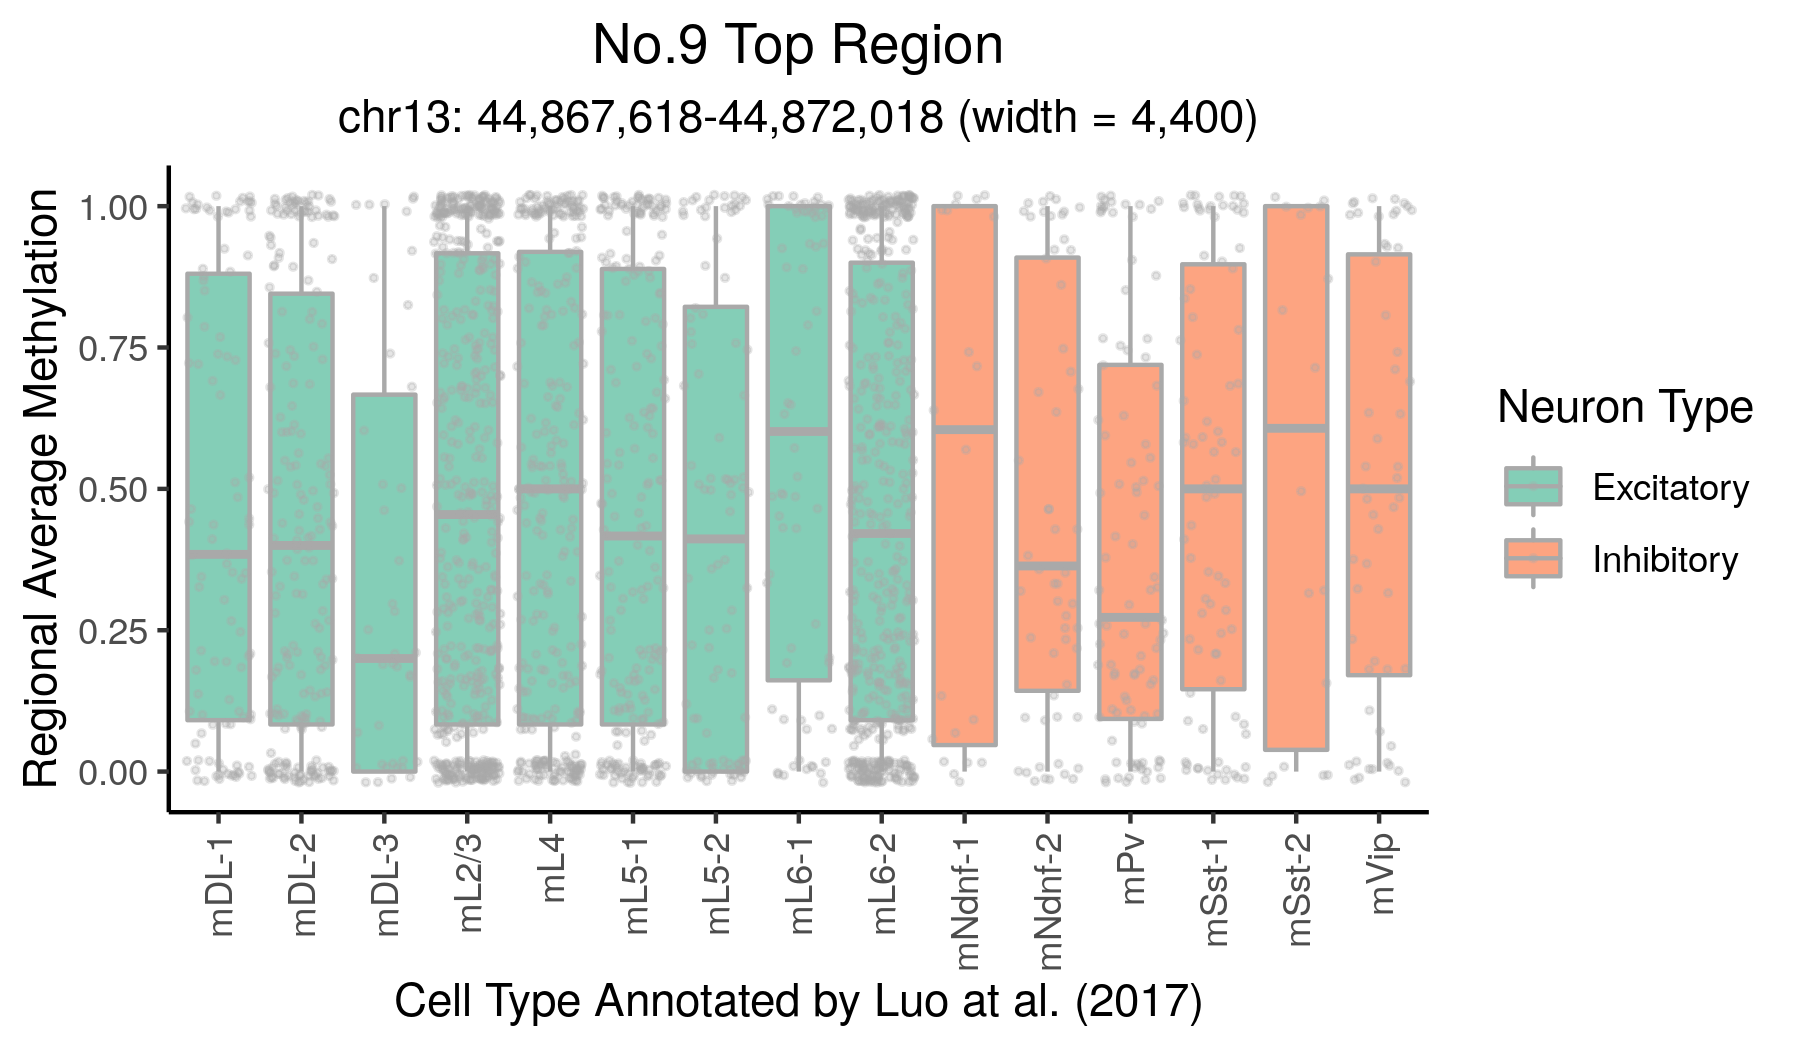 No.9 Top Region
chr13: 44,867,618-44,872,018 (width = 4,400)
Regional Average Methylation
1.00
0.75
0.50
0.25
0.00
mDL-1
mDL-2
mDL-3
mL2/3
mL4
mL5-1
mL5-2
mL6-1
mL6-2
mNdnf-1
mNdnf-2
mPv
mSst-1
mSst-2
mVip
Cell Type Annotated by Luo at al. (2017)
Neuron Type
Excitatory
Inhibitory